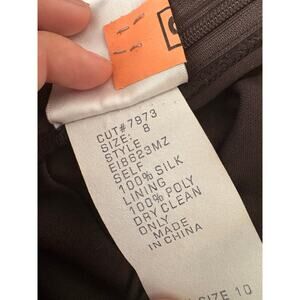 CUT#7973
SIZE: 8
STYLE
EI8623MZ
SELF
100% SILK
LINING
100% POLY
DRY CLEAN
ONLY
MADE
IN CHINA
SIZE 10